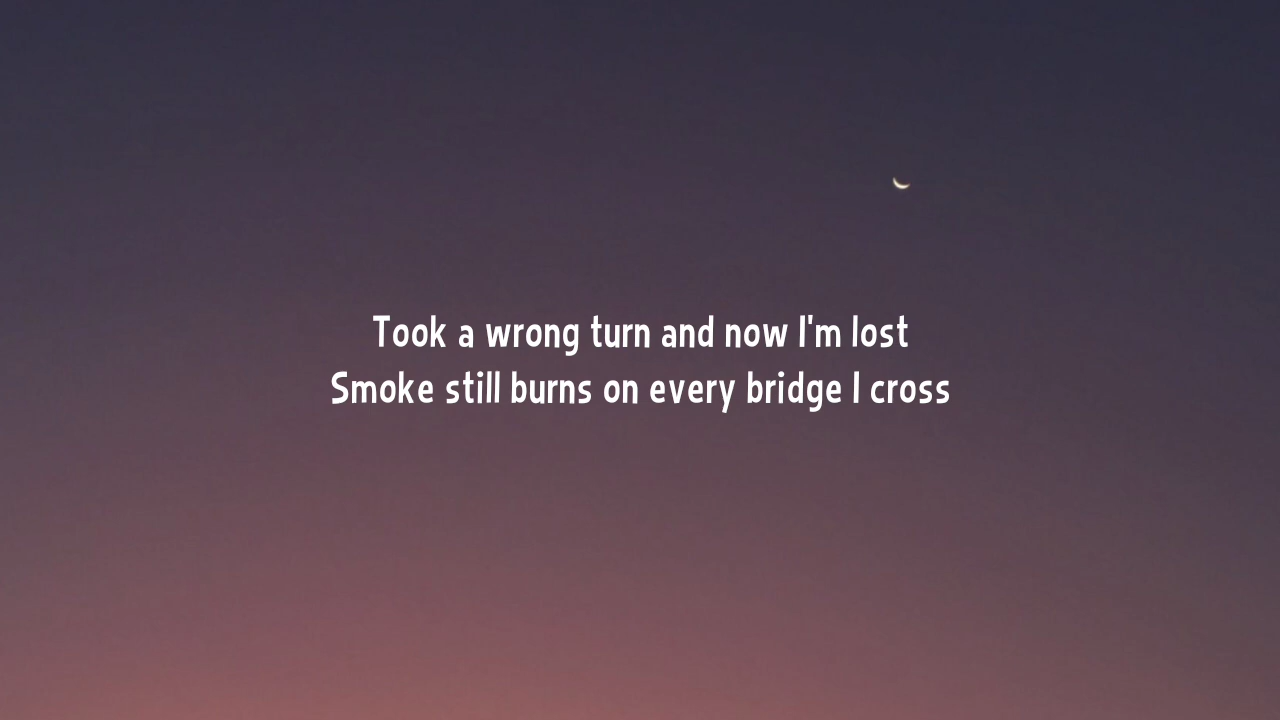 Took a wrong turn and now I'm lost
Smoke still burns on every bridge I cross